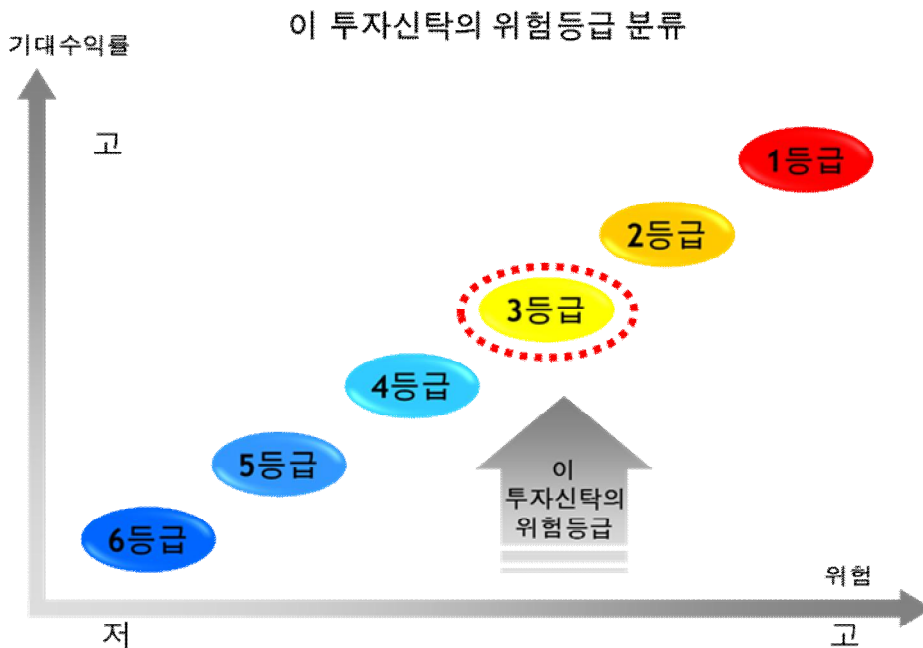 이 투자신탁의 위험등급 분류
기대수익률
고
1등급
2등급
3등급
4등급
5등급
6등급
이
투자신탁의
위험등급
위험
저
고